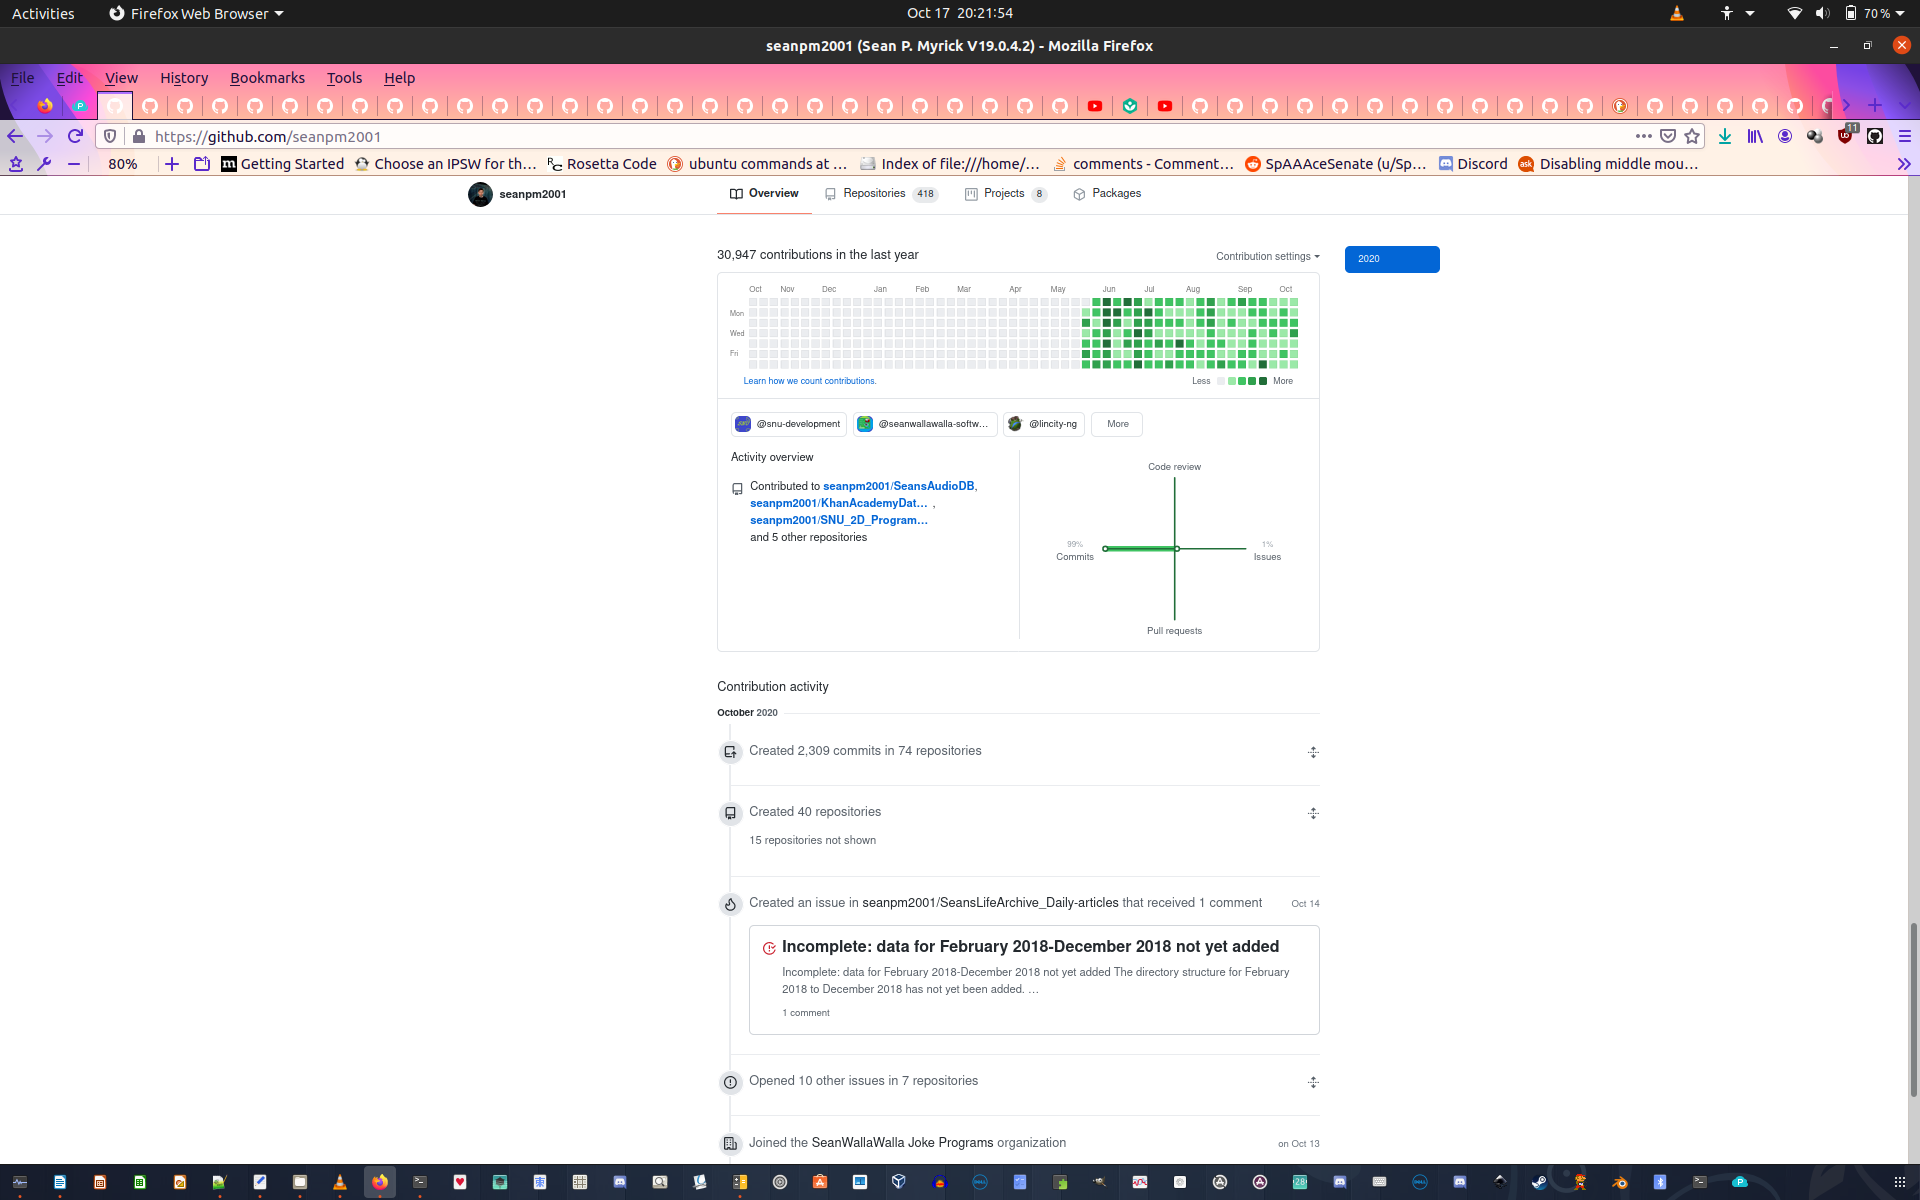 Activities
Firefox Web Browser
Oct 17 20:21:54
70 %
seanpm2001 (Sean P. Myrick V19.0.4.2) - Mozilla Firefox
File Edit View History Bookmarks Tools Help
https://github.com/seanpm2001
11
80%
Getting Started
Choose an IPSW for th…
Rosetta Code
ubuntu commands at …
Index of file:///home/…
comments - Comment…
SpAAAceSenate (u/Sp…
Discord
Disabling middle mou…
seanpm2001
Overview
Repositories 418
Projects 8
Packages
30,947 contributions in the last year
Contribution settings
2020
Oct Nov Dec Jan Feb Mar Apr May Jun Jul Aug Sep Oct
Mon
Wed
Fri
Learn how we count contributions.
Less
More
@snu-development
@seanwallawalla-softw…
@lincity-ng
More
Activity overview
Contributed to seanpm2001/SeansAudioDB,
seanpm2001/KhanAcademyDat… ,
seanpm2001/SNU_2D_Program…
and 5 other repositories
Code review
99%
Commits
1%
Issues
Pull requests
Contribution activity
October 2020
Created 2,309 commits in 74 repositories
Created 40 repositories
15 repositories not shown
Created an issue in seanpm2001/SeansLifeArchive_Daily-articles that received 1 comment
Oct 14
Incomplete: data for February 2018-December 2018 not yet added
Incomplete: data for February 2018-December 2018 not yet added The directory structure for February
2018 to December 2018 has not yet been added. …
1 comment
Opened 10 other issues in 7 repositories
Joined the SeanWallaWalla Joke Programs organization
on Oct 13